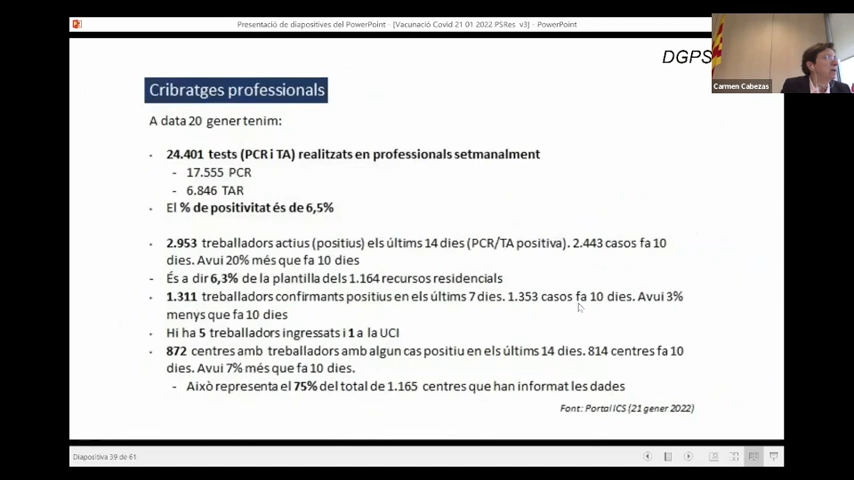 Presentació de diapositives del PowerPoint - [Vacunació Covid 21 01 2022 PSRes v3] - PowerPoint
DGPS
Carmen Cabezas
Cribratges professionals
A data 20 gener tenim:
· 24.401 tests (PCR i TA) realitzats en professionals setmanalment
- 17.555 PCR
- 6.846 TAR
· El % de positivitat és de 6,5%
· 2.953 treballadors actius (positius) els últims 14 dies (PCR/TA positiva). 2.443 casos fa 10
dies. Avui 20% més que fa 10 dies
- És a dir 6,3% de la plantilla dels 1.164 recursos residencials
· 1.311 treballadors confirmants positius en els últims 7 dies. 1.353 casos fa 10 dies. Avui 3%
menys que fa 10 dies
· Hi ha 5 treballadors ingressats i 1 a la UCI
· 872 centres amb treballadors amb algun cas positiu en els últims 14 dies. 814 centres fa 10
dies. Avui 7% més que fa 10 dies.
- Això representa el 75% del total de 1.165 centres que han informat les dades
Font: Portal ICS (21 gener 2022)
Diapositiva 39 de 61